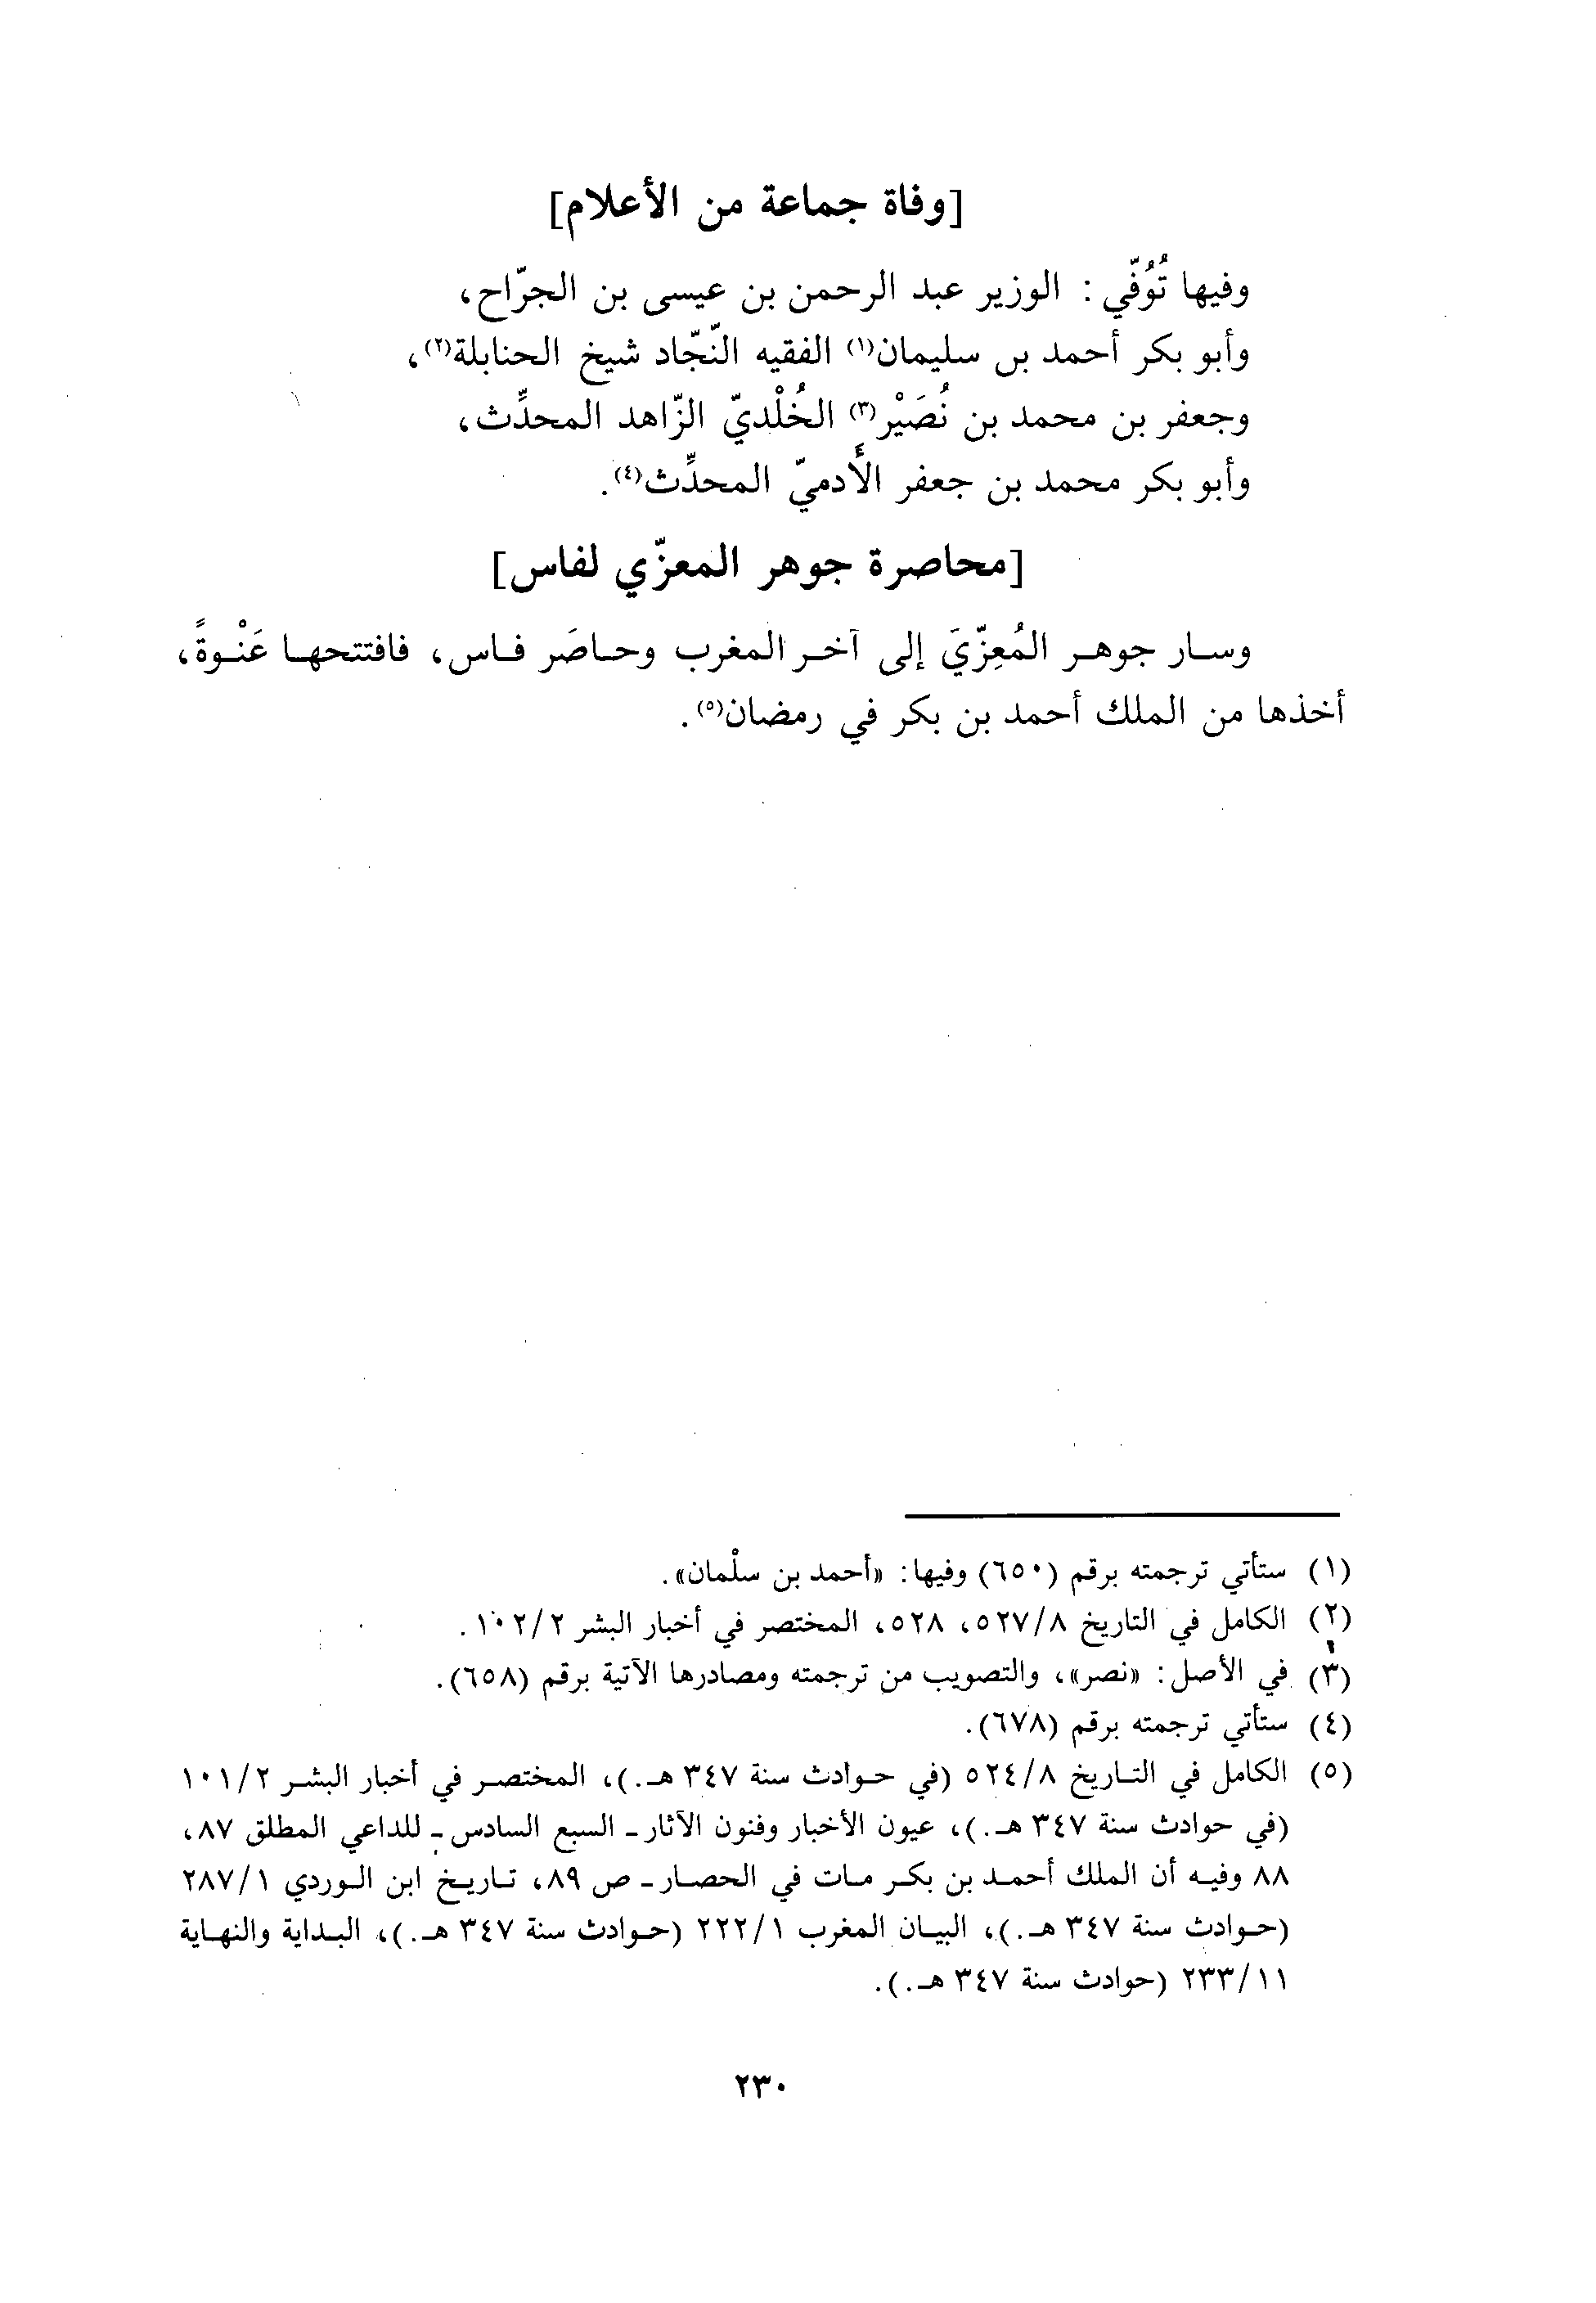 [وفاة جماعة من الأعلام]
وفيها تُوُفّي : الوزير عبد الرحمن بن عيسى بن الجرّاح،
وأبو بكر أحمد بن سليمان(١) الفقيه النّجّاد شيخ الحنابلة(٢)،
وجعفر بن محمد بن نُصَيْر(٣) الخُلْديّ الزّاهد المحدِّث،
وأبو بكر محمد بن جعفر الأَدميّ المحدِّث(٤).
[محاصرة جوهر المعزّي لفاس]
وسار جوهر المُعِزّيَ إلى آخر المغرب وحاصَر فاس، فافتتحها عَنْوةً،
أخذها من الملك أحمد بن بكر في رمضان(٥).
(١) ستأتي ترجمته برقم (٦٥٠) وفيها: «أحمد بن سلْمان».
(٢) الكامل في التاريخ ٥٢٧/٨، ٥٢٨، المختصر في أخبار البشر ١٠٢/٢.
(٣) في الأصل: «نصر»، والتصويب من ترجمته ومصادرها الآتية برقم (٦٥٨).
(٤) ستأتي ترجمته برقم (٦٧٨).
(٥) الكامل في التاريخ ٥٢٤/٨ (في حوادث سنة ٣٤٧ هـ.)، المختصر في أخبار البشر ١٠١/٢
(في حوادث سنة ٣٤٧ هـ.)، عيون الأخبار وفنون الآثار - السبع السادس - للداعي المطلق ٨٧،
٨٨ وفيه أن الملك أحمد بن بكر مات في الحصار - ص ٨٩، تاريخ ابن الوردي ٢٨٧/١
(حوادث سنة ٣٤٧ هـ.)، البيان المغرب ٢٢٢/١ (حوادث سنة ٣٤٧ هـ.)، البداية والنهاية
٢٣٣/١١ (حوادث سنة ٣٤٧ هـ.).
٢٣٠